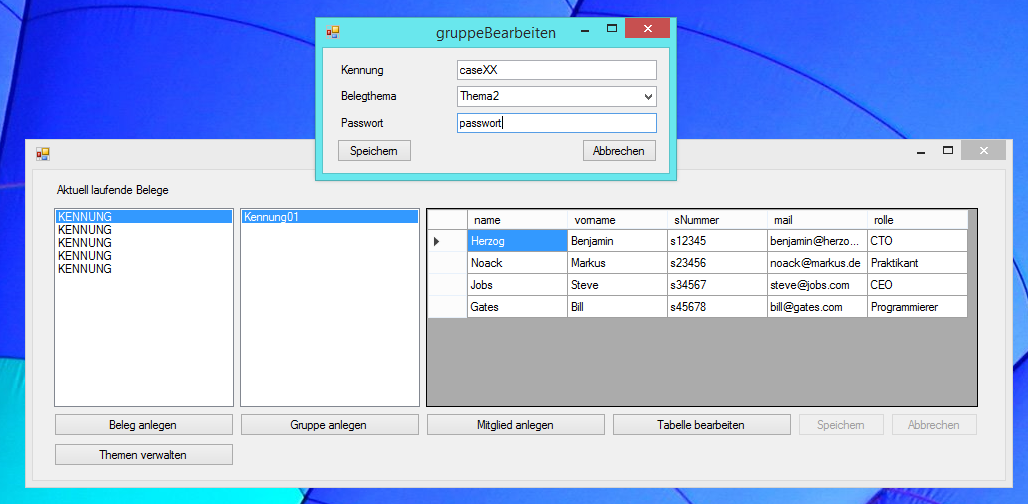 gruppeBearbeiten
Kennung caseXX
Belegthema Thema2
Passwort passwort
Speichern Abbrechen
Aktuell laufende Belege
KENNUNG
KENNUNG
KENNUNG
KENNUNG
KENNUNG
Kennung01
name vorname sNummer mail rolle
Herzog Benjamin s12345 benjamin@herzo... CTO
Noack Markus s23456 noack@markus.de Praktikant
Jobs Steve s34567 steve@jobs.com CEO
Gates Bill s45678 bill@gates.com Programmierer
Beleg anlegen Gruppe anlegen Mitglied anlegen Tabelle bearbeiten Speichern Abbrechen
Themen verwalten